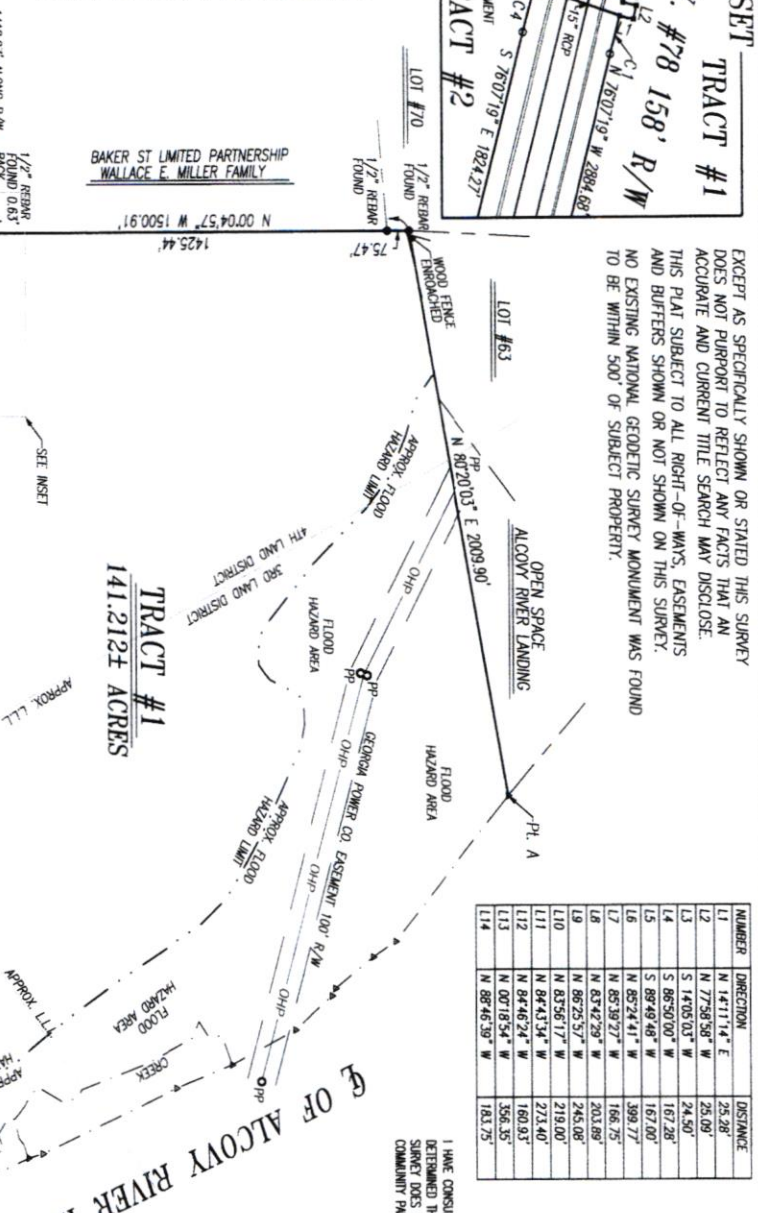 SET
TRACT #1
. #78 158' R/W
L2
C1
N 76°07'19" W 2884.68'
15" RCP
C4
S 76°07'19" E 1824.27'
TRACT #2
EXCEPT AS SPECIFICALLY SHOWN OR STATED THIS SURVEY
DOES NOT PURPORT TO REFLECT ANY FACTS THAT AN
ACCURATE AND CURRENT TITLE SEARCH MAY DISCLOSE.
THIS PLAT SUBJECT TO ALL RIGHT-OF-WAYS, EASEMENTS
AND BUFFERS SHOWN OR NOT SHOWN ON THIS SURVEY.
NO EXISTING NATIONAL GEODETIC SURVEY MONUMENT WAS FOUND
TO BE WITHIN 500' OF SUBJECT PROPERTY.
NUMBER DIRECTION DISTANCE
L1 N 14°11'14" E 25.28'
L2 N 77°58'58" W 25.09'
L3 S 14°05'03" W 24.50'
L4 S 86°50'00" W 167.28'
L5 S 89°49'48" W 167.00'
L6 N 85°24'41" W 399.77'
L7 N 85°39'27" W 166.75'
L8 N 83°42'29" W 203.89'
L9 N 86°25'57" W 245.08'
L10 N 83°56'17" W 219.00'
L11 N 84°43'34" W 273.40'
L12 N 84°46'24" W 160.93'
L13 N 00°18'54" W 356.35'
L14 N 88°46'39" W 183.75'
LOT #70
1/2" REBAR
FOUND
1/2" REBAR
FOUND
WOOD FENCE
ENROACHED
LOT #63
75.47'
BAKER ST LIMITED PARTNERSHIP
WALLACE E. MILLER FAMILY
N 00°04'57" W 1500.91'
1425.44'
1/2" REBAR
FOUND 0.63'
SEE INSET
PP
N 80°20'03" E 2009.90'
OPEN SPACE
ALCOVY RIVER LANDING
Pt. A
APPROX. FLOOD
HAZARD LIMIT
OHP
4TH LAND DISTRICT
3RD LAND DISTRICT
FLOOD
HAZARD AREA
PP
PP
OHP
GEORGIA POWER CO. EASEMENT 100' R/W
FLOOD
HAZARD AREA
TRACT #1
141.212± ACRES
APPROX. L.L.L.
APPROX. FLOOD
HAZARD LIMIT
OHP
OHP
PP
APPROX. L.L.
FLOOD
HAZARD AREA
CREEK
OF ALCOVY RIVER
I HAVE CONSU
DETERMINED TH
SURVEY DOES
COMMUNITY PA